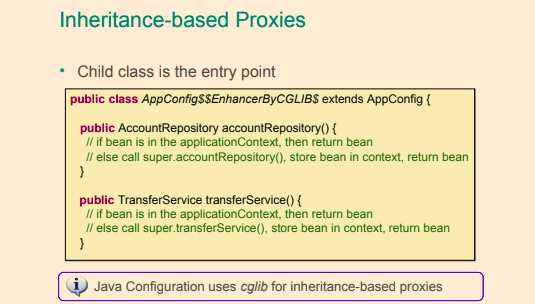 Inheritance-based Proxies
• Child class is the entry point
public class AppConfig$$EnhancerByCGLIB$ extends AppConfig {
public AccountRepository accountRepository() {
// if bean is in the applicationContext, then return bean
// else call super.accountRepository(), store bean in context, return bean
}
public TransferService transferService() {
// if bean is in the applicationContext, then return bean
// else call super.transferService(), store bean in context, return bean
}
i Java Configuration uses cglib for inheritance-based proxies